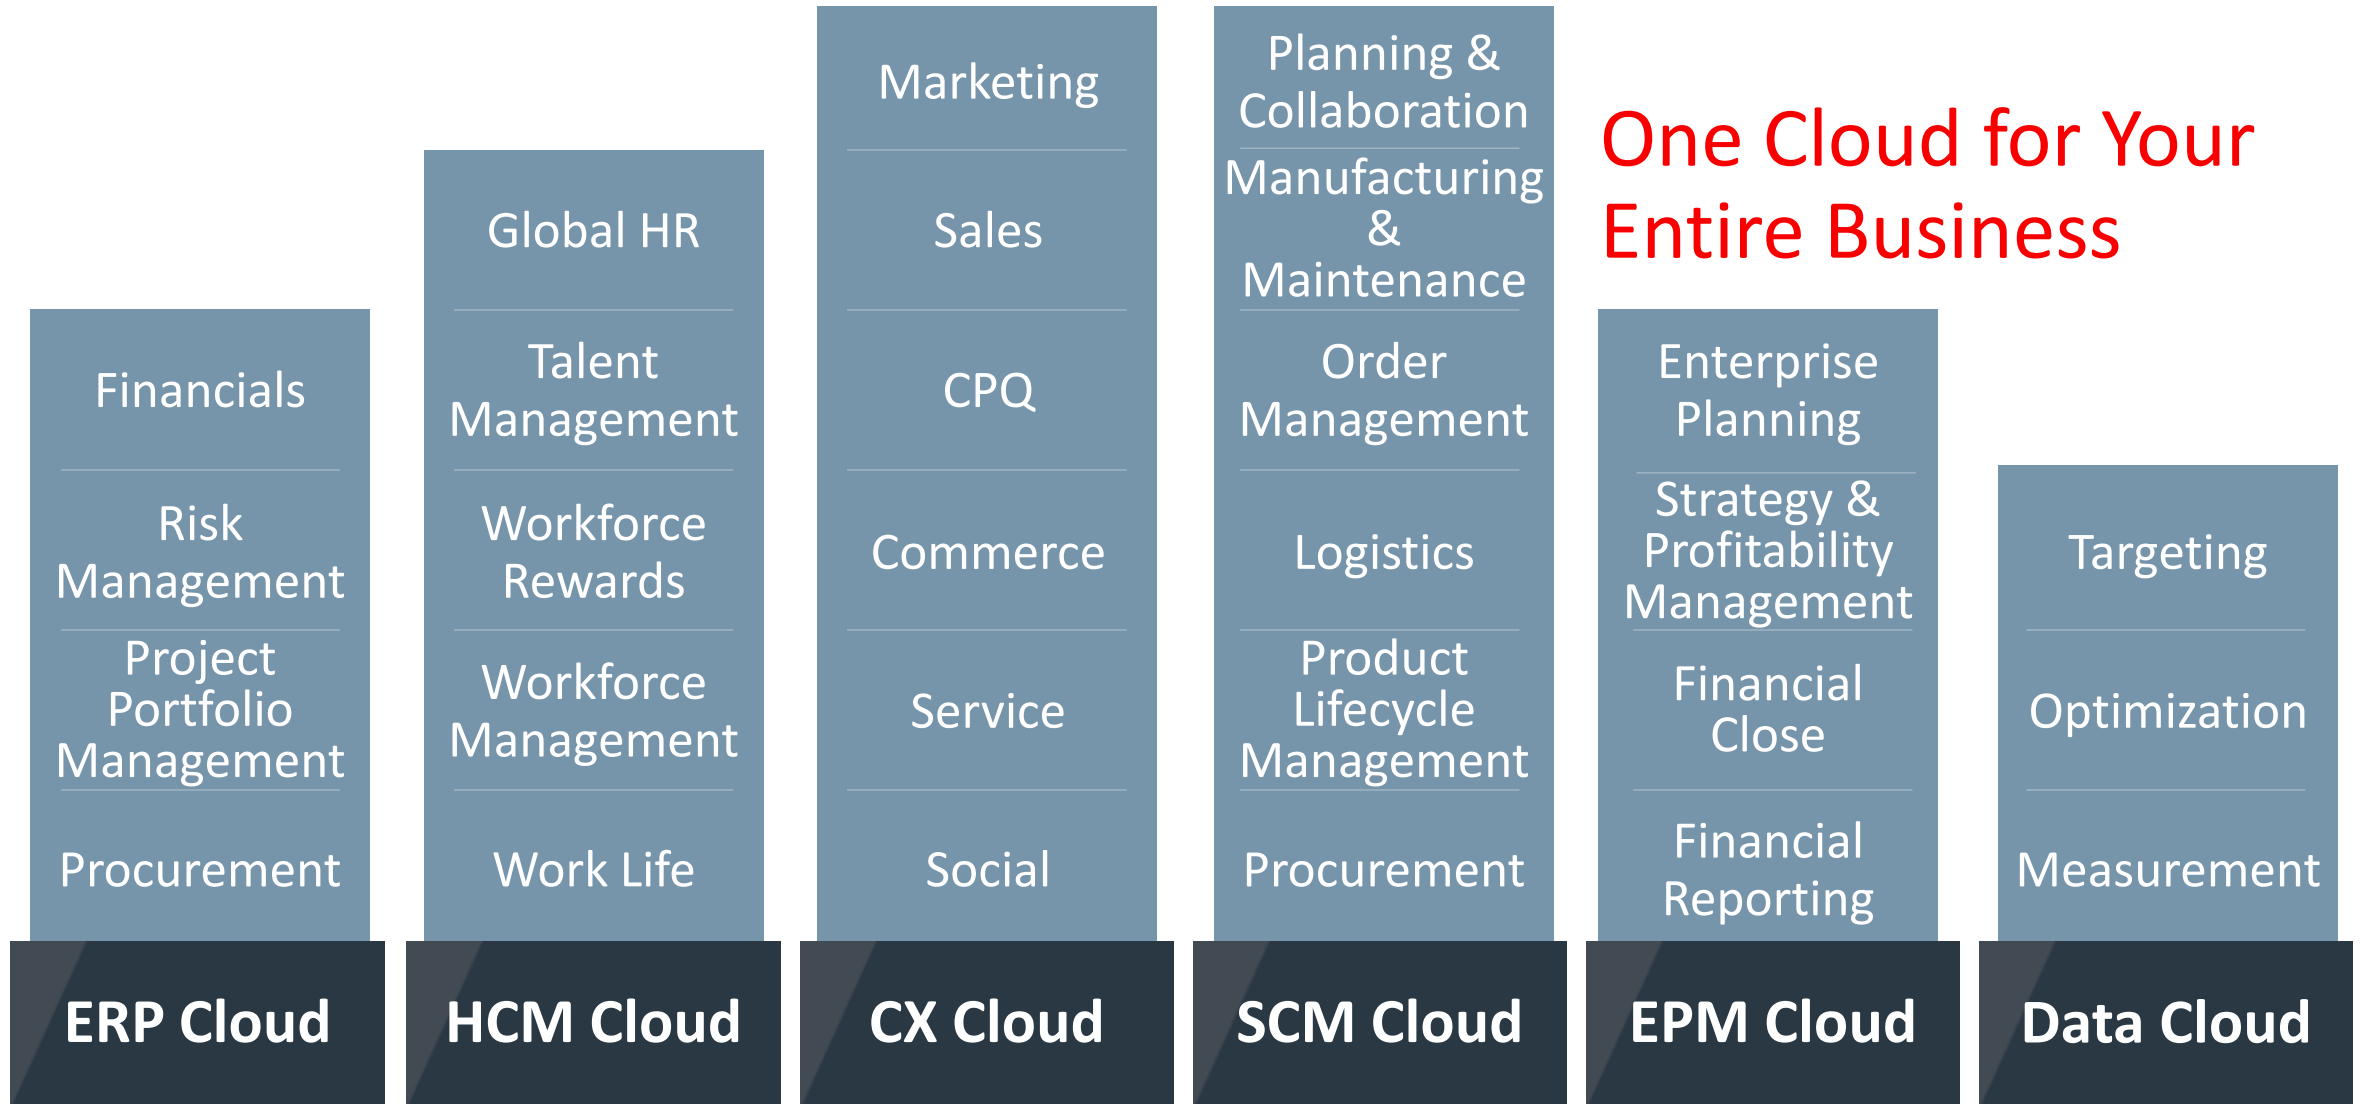 One Cloud for Your
Entire Business
Financials
Risk
Management
Project
Portfolio
Management
Procurement
ERP Cloud
Global HR
Talent
Management
Workforce
Rewards
Workforce
Management
Work Life
HCM Cloud
Marketing
Sales
CPQ
Commerce
Service
Social
CX Cloud
Planning &
Collaboration
Manufacturing
&
Maintenance
Order
Management
Logistics
Product
Lifecycle
Management
Procurement
SCM Cloud
Enterprise
Planning
Strategy &
Profitability
Management
Financial
Close
Financial
Reporting
EPM Cloud
Targeting
Optimization
Measurement
Data Cloud